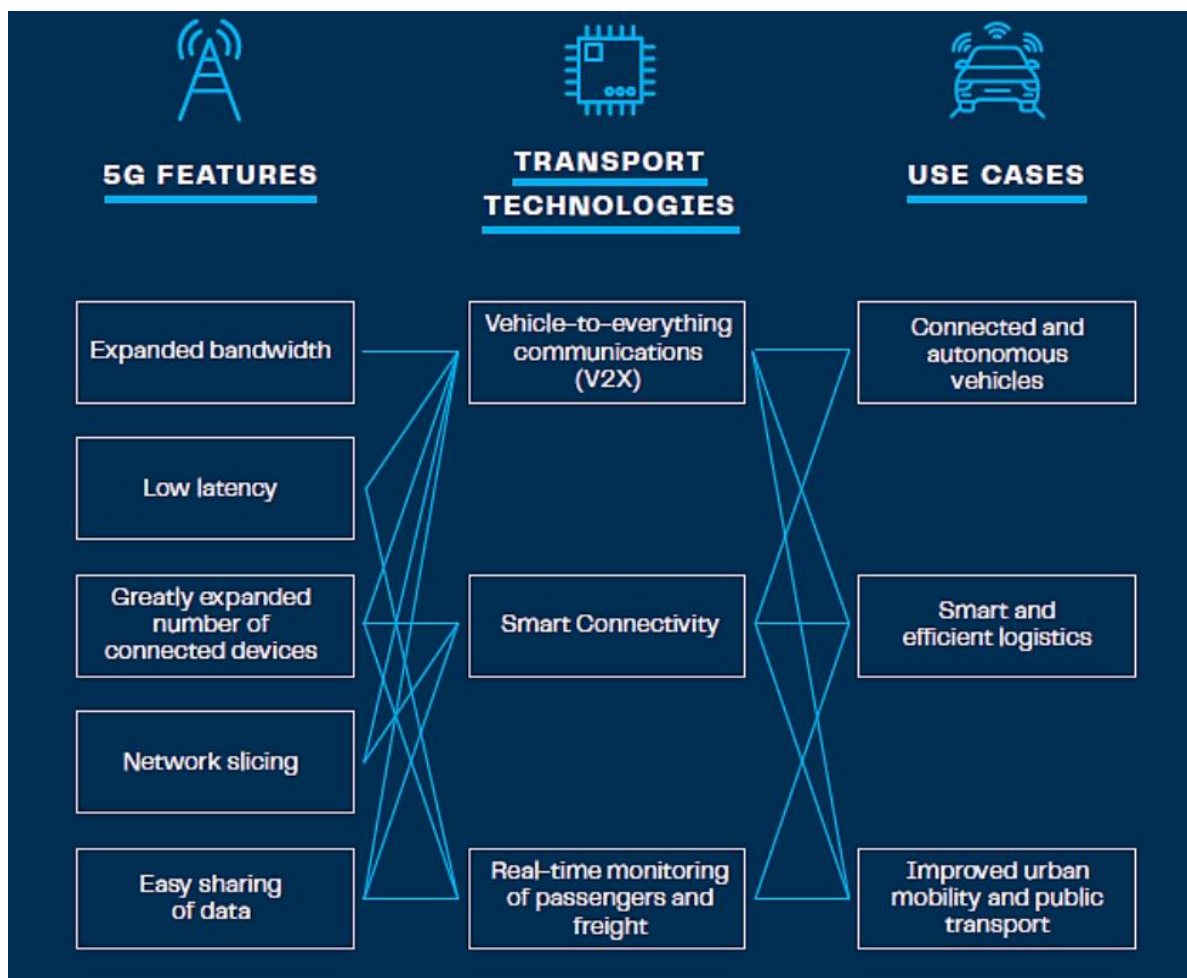 5G FEATURES
TRANSPORT
TECHNOLOGIES
USE CASES
Expanded bandwidth
Low latency
Greatly expanded
number of
connected devices
Network slicing
Easy sharing
of data
Vehicle-to-everything
communications
(V2X)
Smart Connectivity
Real-time monitoring
of passengers and
freight
Connected and
autonomous
vehicles
Smart and
efficient logistics
Improved urban
mobility and public
transport